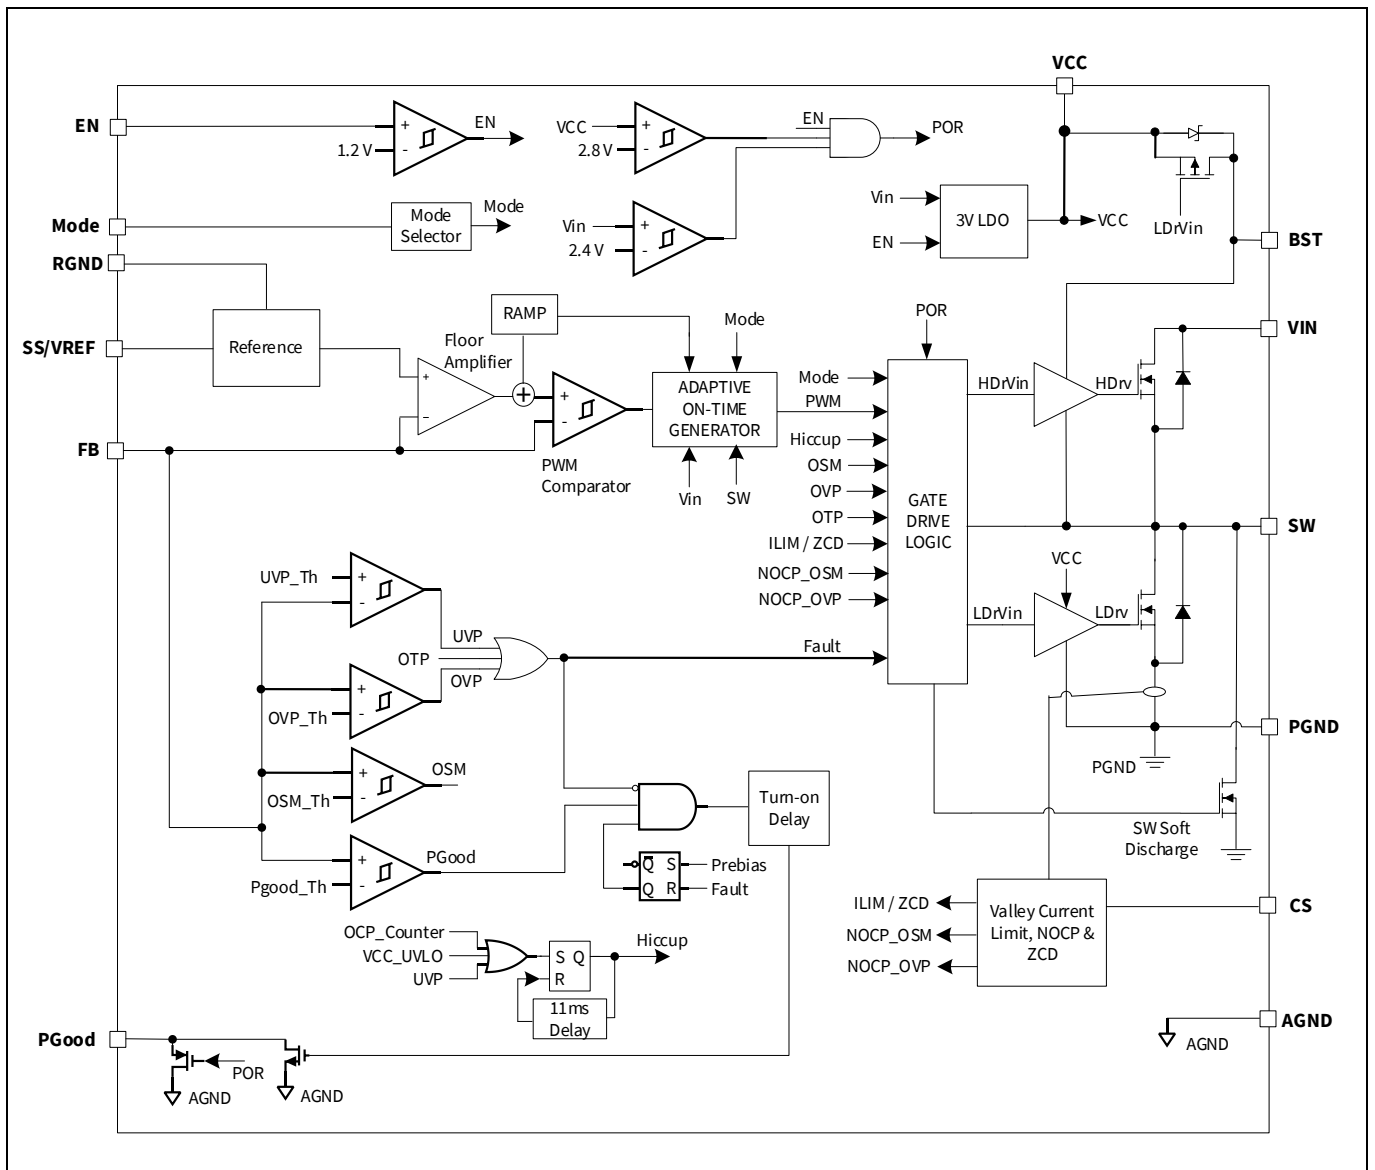 VCC
EN
1.2 V
+
-
EN
VCC
2.8 V
+
-
EN
POR
Vin
2.4 V
+
-
Vin
EN
3V LDO
VCC
LDrVin
BST
Mode
Mode
Selector
Mode
RGND
SS/VREF
Reference
RAMP
Floor
Amplifier
+
-
+
+
-
PWM
Comparator
Mode
ADAPTIVE
ON-TIME
GENERATOR
Vin
SW
FB
POR
Mode
PWM
Hiccup
OSM
OVP
OTP
ILIM / ZCD
NOCP_OSM
NOCP_OVP
Fault
GATE
DRIVE
LOGIC
HDrVin
HDrv
VIN
SW
VCC
LDrVin
LDrv
PGND
PGND
SW Soft
Discharge
UVP_Th
+
-
UVP
OTP
OVP
OVP_Th
+
-
OSM_Th
+
-
OSM
Pgood_Th
+
-
PGood
Turn-on
Delay
Q S
Q R
Prebias
Fault
OCP_Counter
VCC_UVLO
UVP
S Q
R
11ms
Delay
Hiccup
ILIM / ZCD
NOCP_OSM
NOCP_OVP
Valley Current
Limit, NOCP &
ZCD
CS
AGND
AGND
PGood
POR
AGND
AGND